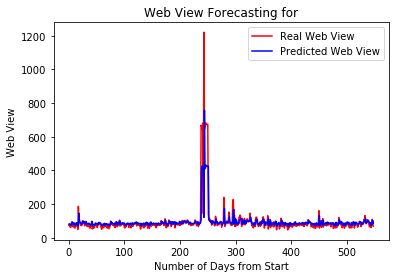 Web View Forecasting for
Real Web View
Predicted Web View
1200
1000
800
600
400
200
0
Web View
0 100 200 300 400 500
Number of Days from Start